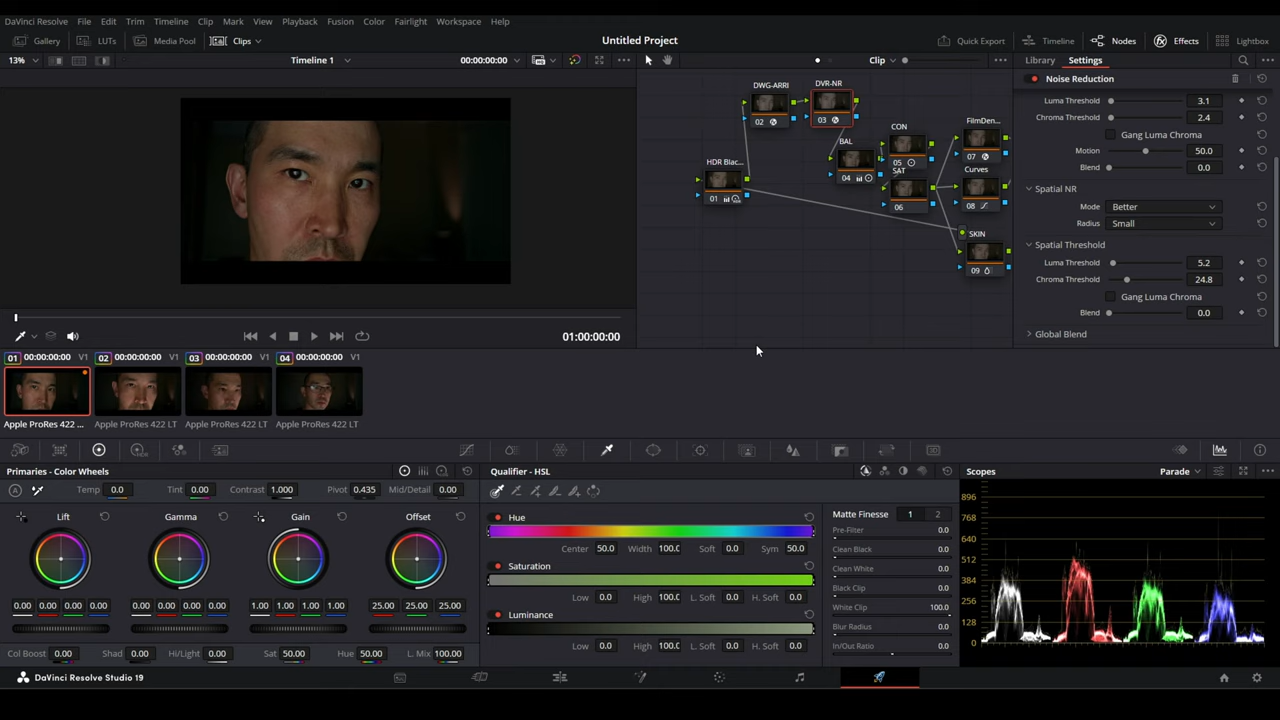 DaVinci Resolve File Edit Trim Timeline Clip Mark View Playback Fusion Color Fairlight Workspace Help
Gallery LUTs Media Pool Clips Untitled Project Quick Export Timeline Nodes Effects Lightbox
13% Timeline 1 00:00:00:00 Clip Library Settings
Noise Reduction
Luma Threshold 3.1
Chroma Threshold 2.4
Gang Luma Chroma
Motion 50.0
Blend 0.0
Spatial NR
Mode Better
Radius Small
Spatial Threshold
Luma Threshold 5.2
Chroma Threshold 24.8
Gang Luma Chroma
Blend 0.0
Global Blend
DWG-ARRI DVR-NR
02 03
CON FilmDen...
BAL
05 07
HDR Blac... SAT Curves
04
01 06 08
SKIN
09
01:00:00:00
01 00:00:00:00 V1 02 00:00:00:00 V1 03 00:00:00:00 V1 04 00:00:00:00 V1
Apple ProRes 422 ... Apple ProRes 422 LT Apple ProRes 422 LT Apple ProRes 422 LT
Primaries - Color Wheels
Temp 0.0 Tint 0.00 Contrast 1.000 Pivot 0.435 Mid/Detail 0.00
Lift Gamma Gain Offset
0.00 0.00 0.00 0.00 0.00 0.00 0.00 0.00 1.00 1.00 1.00 1.00 25.00 25.00 25.00
Col Boost 0.00 Shad 0.00 Hi/Light 0.00 Sat 50.00 Hue 50.00 L. Mix 100.00
Qualifier - HSL
Hue
Center 50.0 Width 100.0 Soft 0.0 Sym 50.0
Saturation
Low 0.0 High 100.0 L. Soft 0.0 H. Soft 0.0
Luminance
Low 0.0 High 100.0 L. Soft 0.0 H. Soft 0.0
Matte Finesse 1 2
Pre-Filter 0.0
Clean Black 0.0
Clean White 0.0
Black Clip 0.0
White Clip 100.0
Blur Radius 0.0
In/Out Ratio 0.0
Scopes Parade
896
768
640
512
384
256
128
0
DaVinci Resolve Studio 19